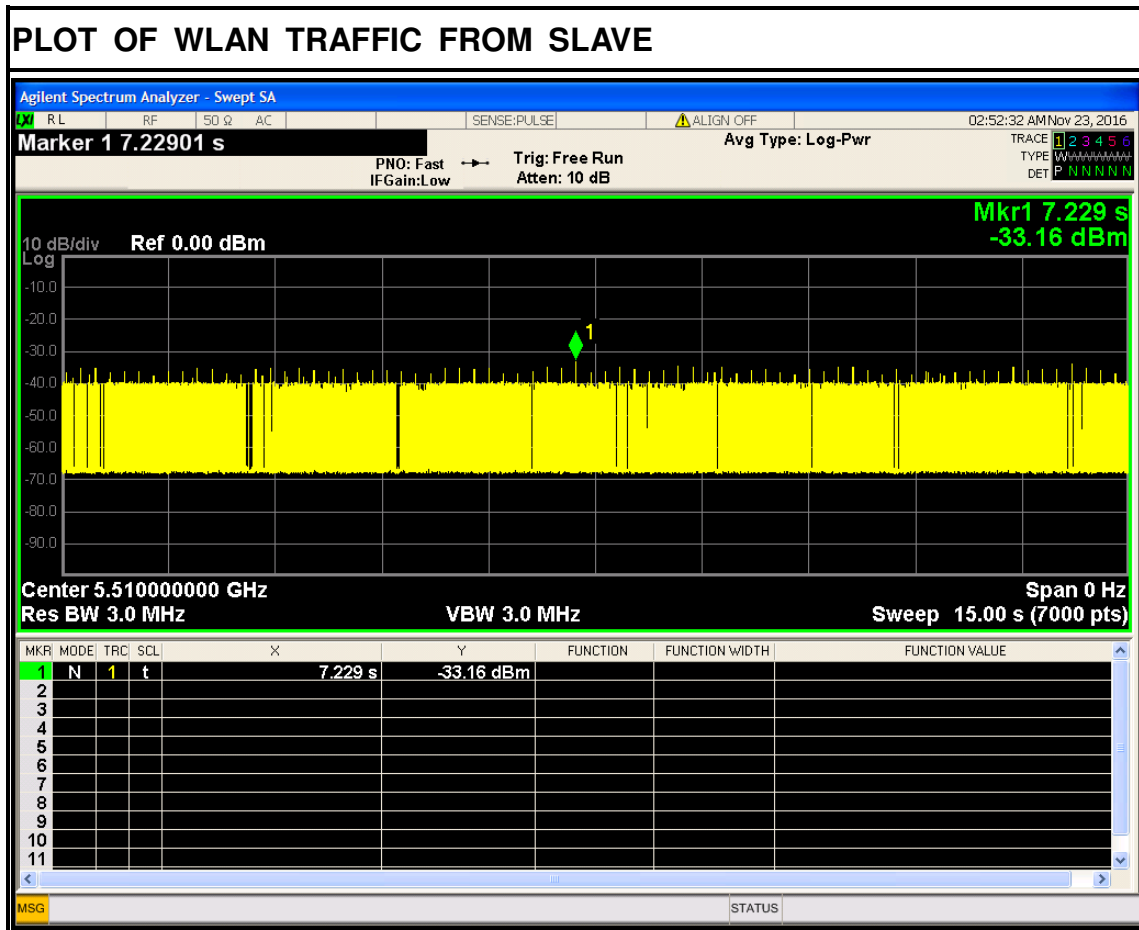 PLOT OF WLAN TRAFFIC FROM SLAVE
Agilent Spectrum Analyzer - Swept SA
LXI RL RF 50 Ω AC SENSE:PULSE ALIGN OFF 02:52:32 AM Nov 23, 2016
Marker 1 7.22901 s
PNO: Fast
IFGain:Low
Trig: Free Run
Atten: 10 dB
Avg Type: Log-Pwr
TRACE 1 2 3 4 5 6
TYPE W
DET P N N N N N
Mkr1 7.229 s
-33.16 dBm
10 dB/div Ref 0.00 dBm
Log
1
-10.0
-20.0
-30.0
-40.0
-50.0
-60.0
-70.0
-80.0
-90.0
Center 5.510000000 GHz Span 0 Hz
Res BW 3.0 MHz VBW 3.0 MHz Sweep 15.00 s (7000 pts)
MKR MODE TRC SCL X Y FUNCTION FUNCTION WIDTH FUNCTION VALUE
1 N 1 t 7.229 s -33.16 dBm
2
3
4
5
6
7
8
9
10
11
MSG STATUS